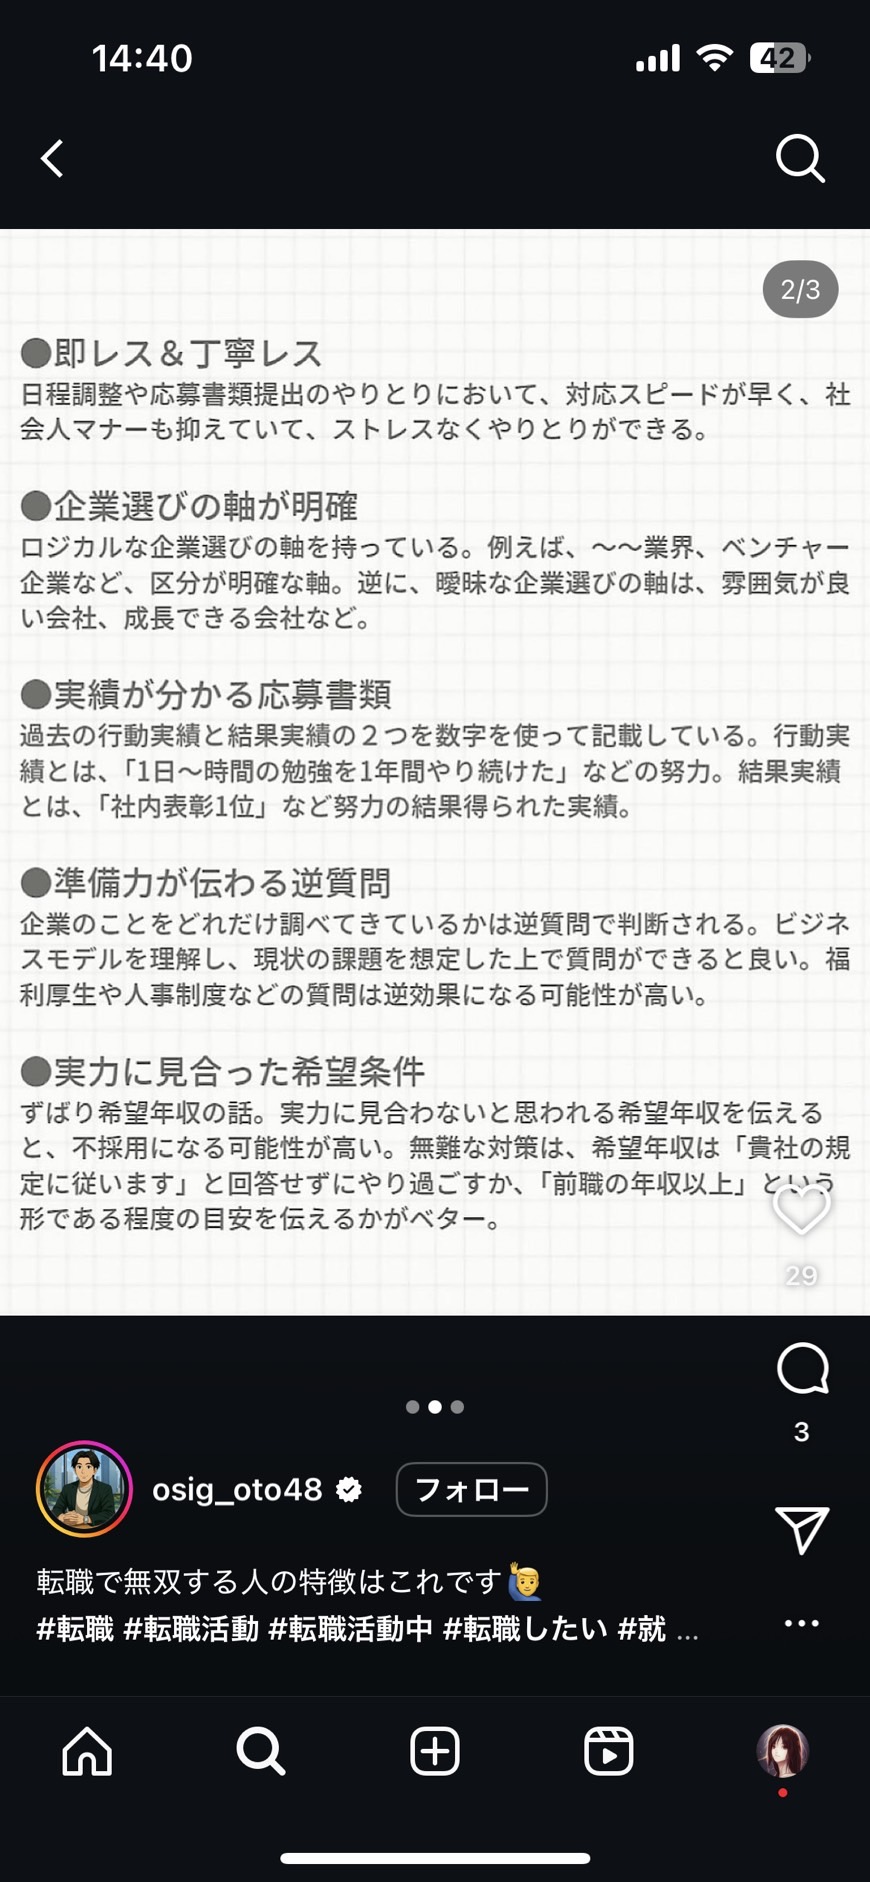 14:40
42
2/3
●即レス＆丁寧レス
日程調整や応募書類提出のやりとりにおいて、対応スピードが早く、社
会人マナーも抑えていて、ストレスなくやりとりができる。
●企業選びの軸が明確
ロジカルな企業選びの軸を持っている。例えば、〜〜業界、ベンチャー
企業など、区分が明確な軸。逆に、曖昧な企業選びの軸は、雰囲気が良
い会社、成長できる会社など。
●実績が分かる応募書類
過去の行動実績と結果実績の２つを数字を使って記載している。行動実
績とは、「1日〜時間の勉強を1年間やり続けた」などの努力。結果実績
とは、「社内表彰1位」など努力の結果得られた実績。
●準備力が伝わる逆質問
企業のことをどれだけ調べてきているかは逆質問で判断される。ビジネ
スモデルを理解し、現状の課題を想定した上で質問ができると良い。福
利厚生や人事制度などの質問は逆効果になる可能性が高い。
●実力に見合った希望条件
ずばり希望年収の話。実力に見合わないと思われる希望年収を伝える
と、不採用になる可能性が高い。無難な対策は、希望年収は「貴社の規
定に従います」と回答せずにやり過ごすか、「前職の年収以上」という
形である程度の目安を伝えるかがベター。
29
3
osig_oto48 フォロー
転職で無双する人の特徴はこれです🙋‍♂️
#転職 #転職活動 #転職活動中 #転職したい #就 ...